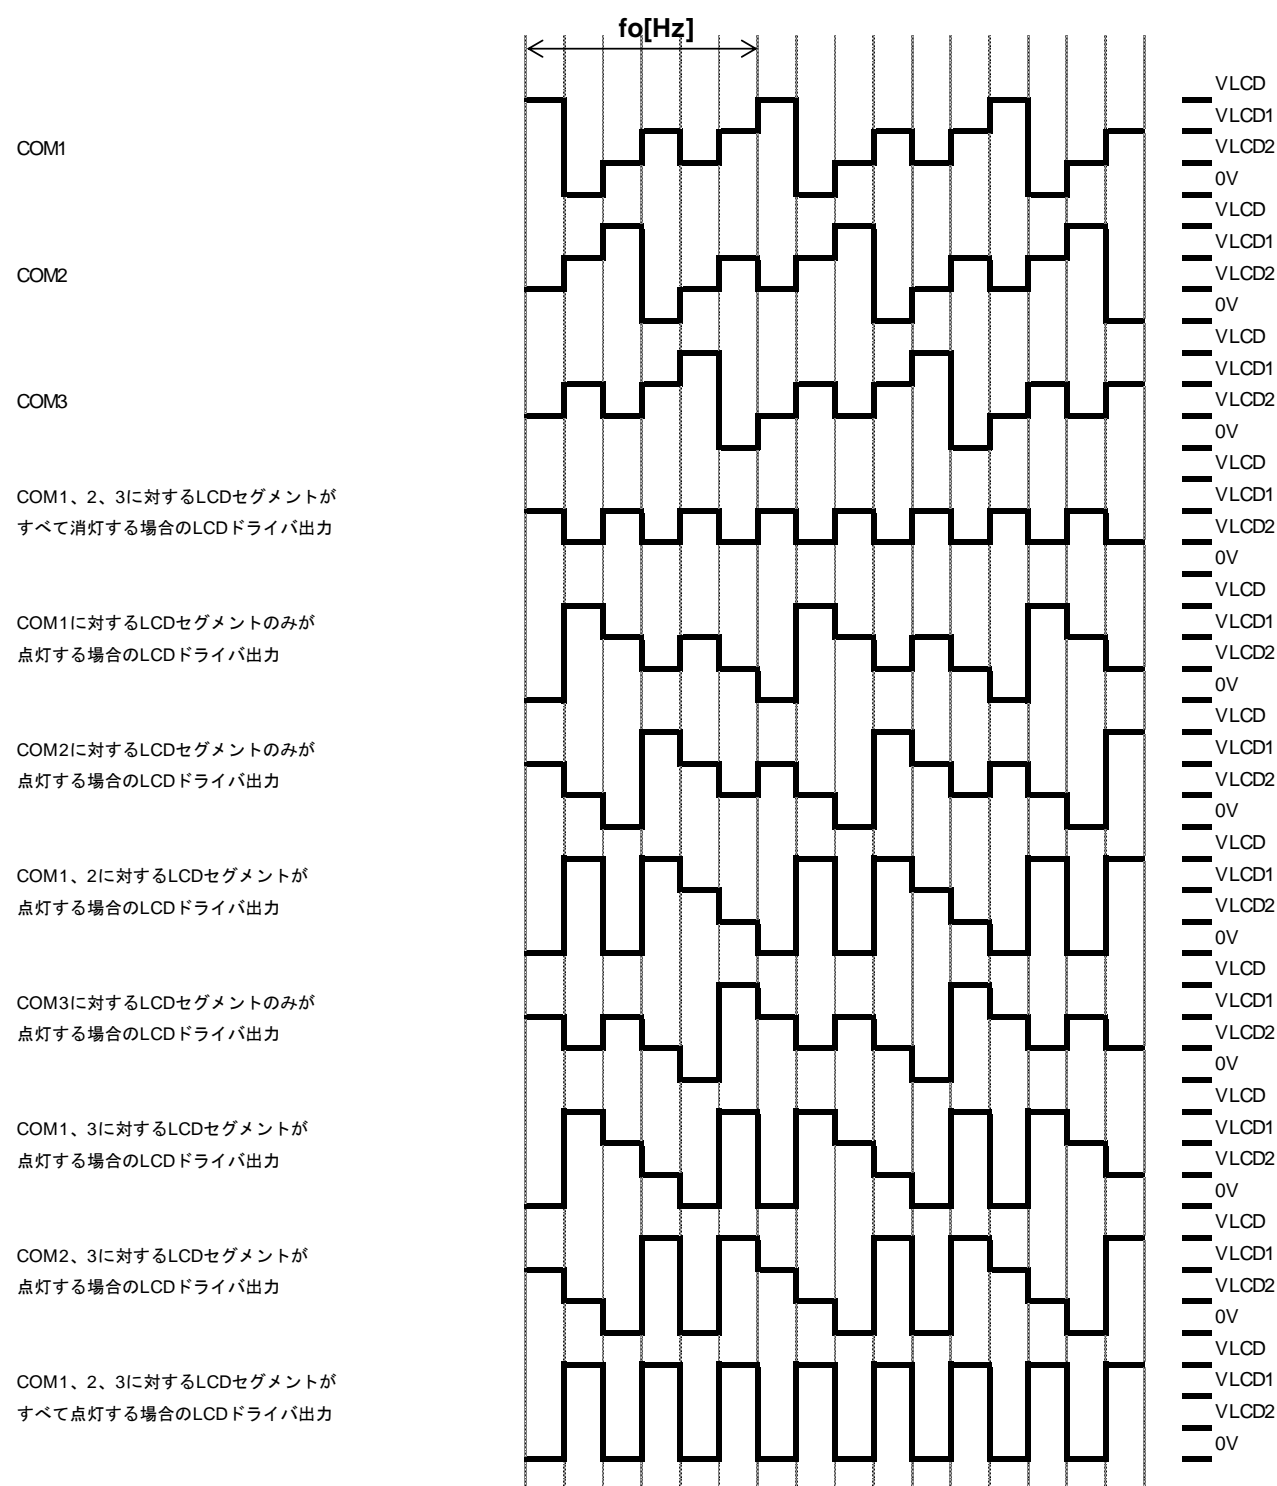 fo[Hz]
COM1
VLCD
VLCD1
VLCD2
0V
COM2
VLCD
VLCD1
VLCD2
0V
COM3
VLCD
VLCD1
VLCD2
0V
COM1、2、3に対するLCDセグメントが
すべて消灯する場合のLCDドライバ出力
VLCD
VLCD1
VLCD2
0V
COM1に対するLCDセグメントのみが
点灯する場合のLCDドライバ出力
VLCD
VLCD1
VLCD2
0V
COM2に対するLCDセグメントのみが
点灯する場合のLCDドライバ出力
VLCD
VLCD1
VLCD2
0V
COM1、2に対するLCDセグメントが
点灯する場合のLCDドライバ出力
VLCD
VLCD1
VLCD2
0V
COM3に対するLCDセグメントのみが
点灯する場合のLCDドライバ出力
VLCD
VLCD1
VLCD2
0V
COM1、3に対するLCDセグメントが
点灯する場合のLCDドライバ出力
VLCD
VLCD1
VLCD2
0V
COM2、3に対するLCDセグメントが
点灯する場合のLCDドライバ出力
VLCD
VLCD1
VLCD2
0V
COM1、2、3に対するLCDセグメントが
すべて点灯する場合のLCDドライバ出力
VLCD
VLCD1
VLCD2
0V